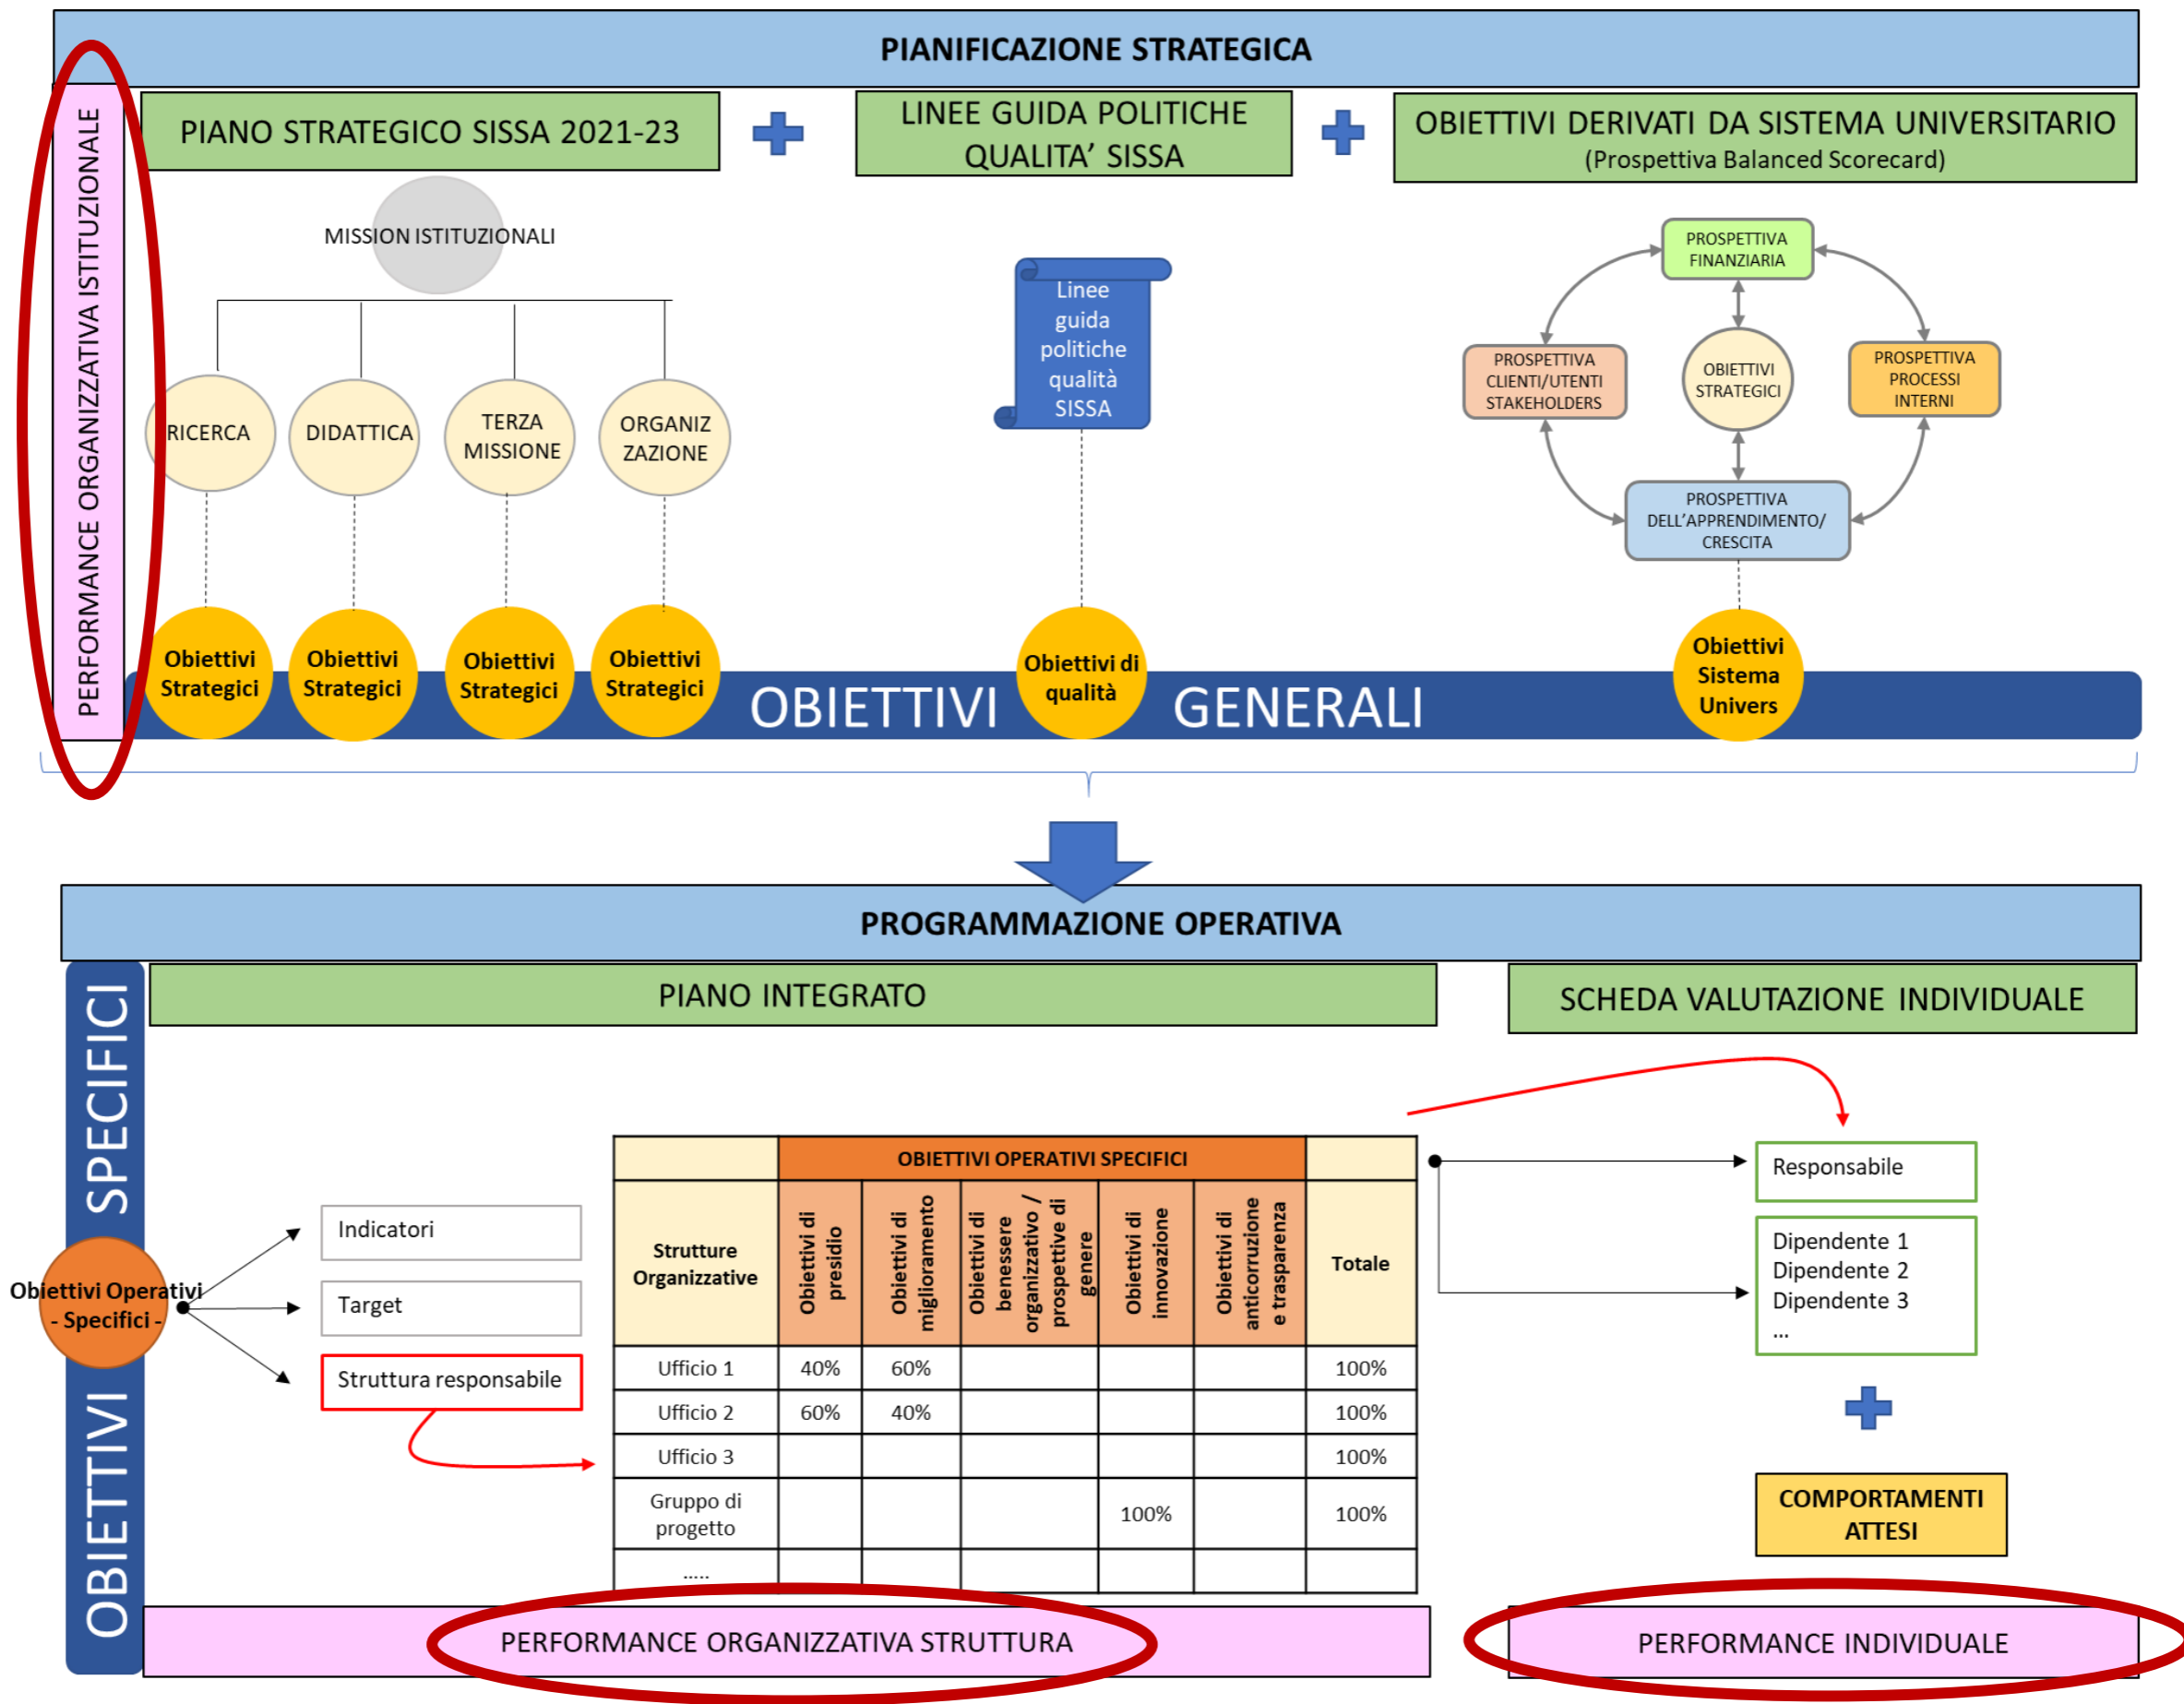 PIANIFICAZIONE STRATEGICA
PERFORMANCE ORGANIZZATIVA ISTITUZIONALE
PIANO STRATEGICO SISSA 2021-23
LINEE GUIDA POLITICHE
QUALITA’ SISSA
OBIETTIVI DERIVATI DA SISTEMA UNIVERSITARIO
(Prospettiva Balanced Scorecard)
MISSION ISTITUZIONALI
RICERCA
DIDATTICA
TERZA
MISSIONE
ORGANIZ
ZAZIONE
Linee
guida
politiche
qualità
SISSA
PROSPETTIVA
FINANZIARIA
PROSPETTIVA
CLIENTI/UTENTI
STAKEHOLDERS
OBIETTIVI
STRATEGICI
PROSPETTIVA
PROCESSI
INTERNI
PROSPETTIVA
DELL’APPRENDIMENTO/
CRESCITA
Obiettivi
Strategici
Obiettivi
Strategici
Obiettivi
Strategici
Obiettivi
Strategici
Obiettivi di
qualità
Obiettivi
Sistema
Univers
OBIETTIVI GENERALI
PROGRAMMAZIONE OPERATIVA
OBIETTIVI SPECIFICI
PIANO INTEGRATO
SCHEDA VALUTAZIONE INDIVIDUALE
Obiettivi Operativi
- Specifici -
Indicatori
Target
Struttura responsabile
OBIETTIVI OPERATIVI SPECIFICI
Strutture
Organizzative
Obiettivi di
presidio
Obiettivi di
miglioramento
Obiettivi di
benessere
organizzativo /
prospettive di
genere
Obiettivi di
innovazione
Obiettivi di
anticorruzione
e trasparenza
Totale
Ufficio 1 40% 60% 100%
Ufficio 2 60% 40% 100%
Ufficio 3 100%
Gruppo di
progetto 100% 100%
.....
Responsabile
Dipendente 1
Dipendente 2
Dipendente 3
...
COMPORTAMENTI
ATTESI
PERFORMANCE ORGANIZZATIVA STRUTTURA
PERFORMANCE INDIVIDUALE